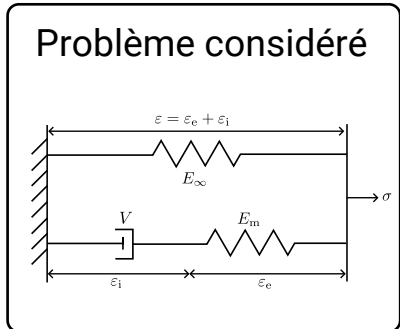 Problème considéré
ε = εe + εi
E∞
σ
V
Em
εi
εe